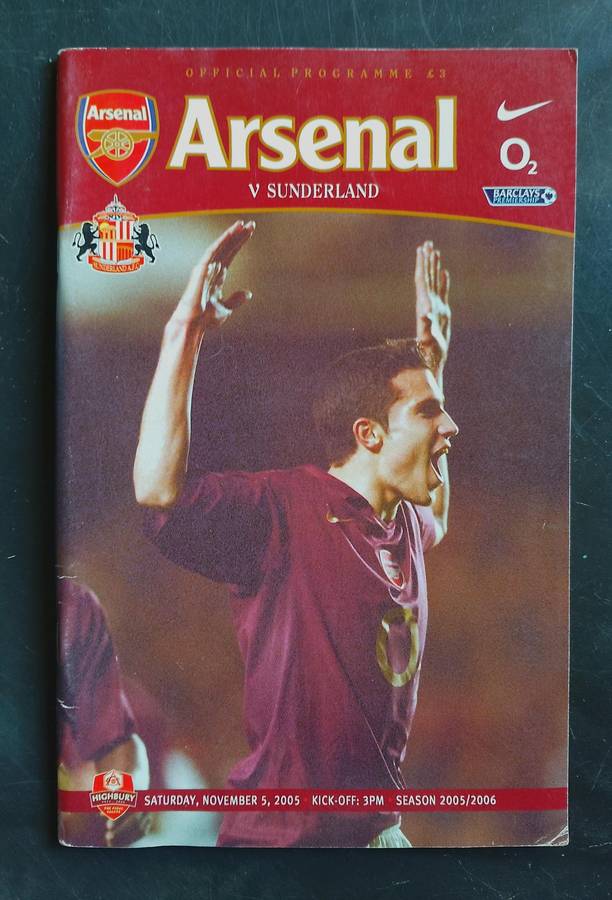 OFFICIAL PROGRAMME £3
Arsenal
Arsenal
V SUNDERLAND
O2
BARCLAYS
PREMIERSHIP
SUNDERLAND A.F.C.
HIGHBURY
SATURDAY, NOVEMBER 5, 2005 · KICK-OFF: 3PM · SEASON 2005/2006